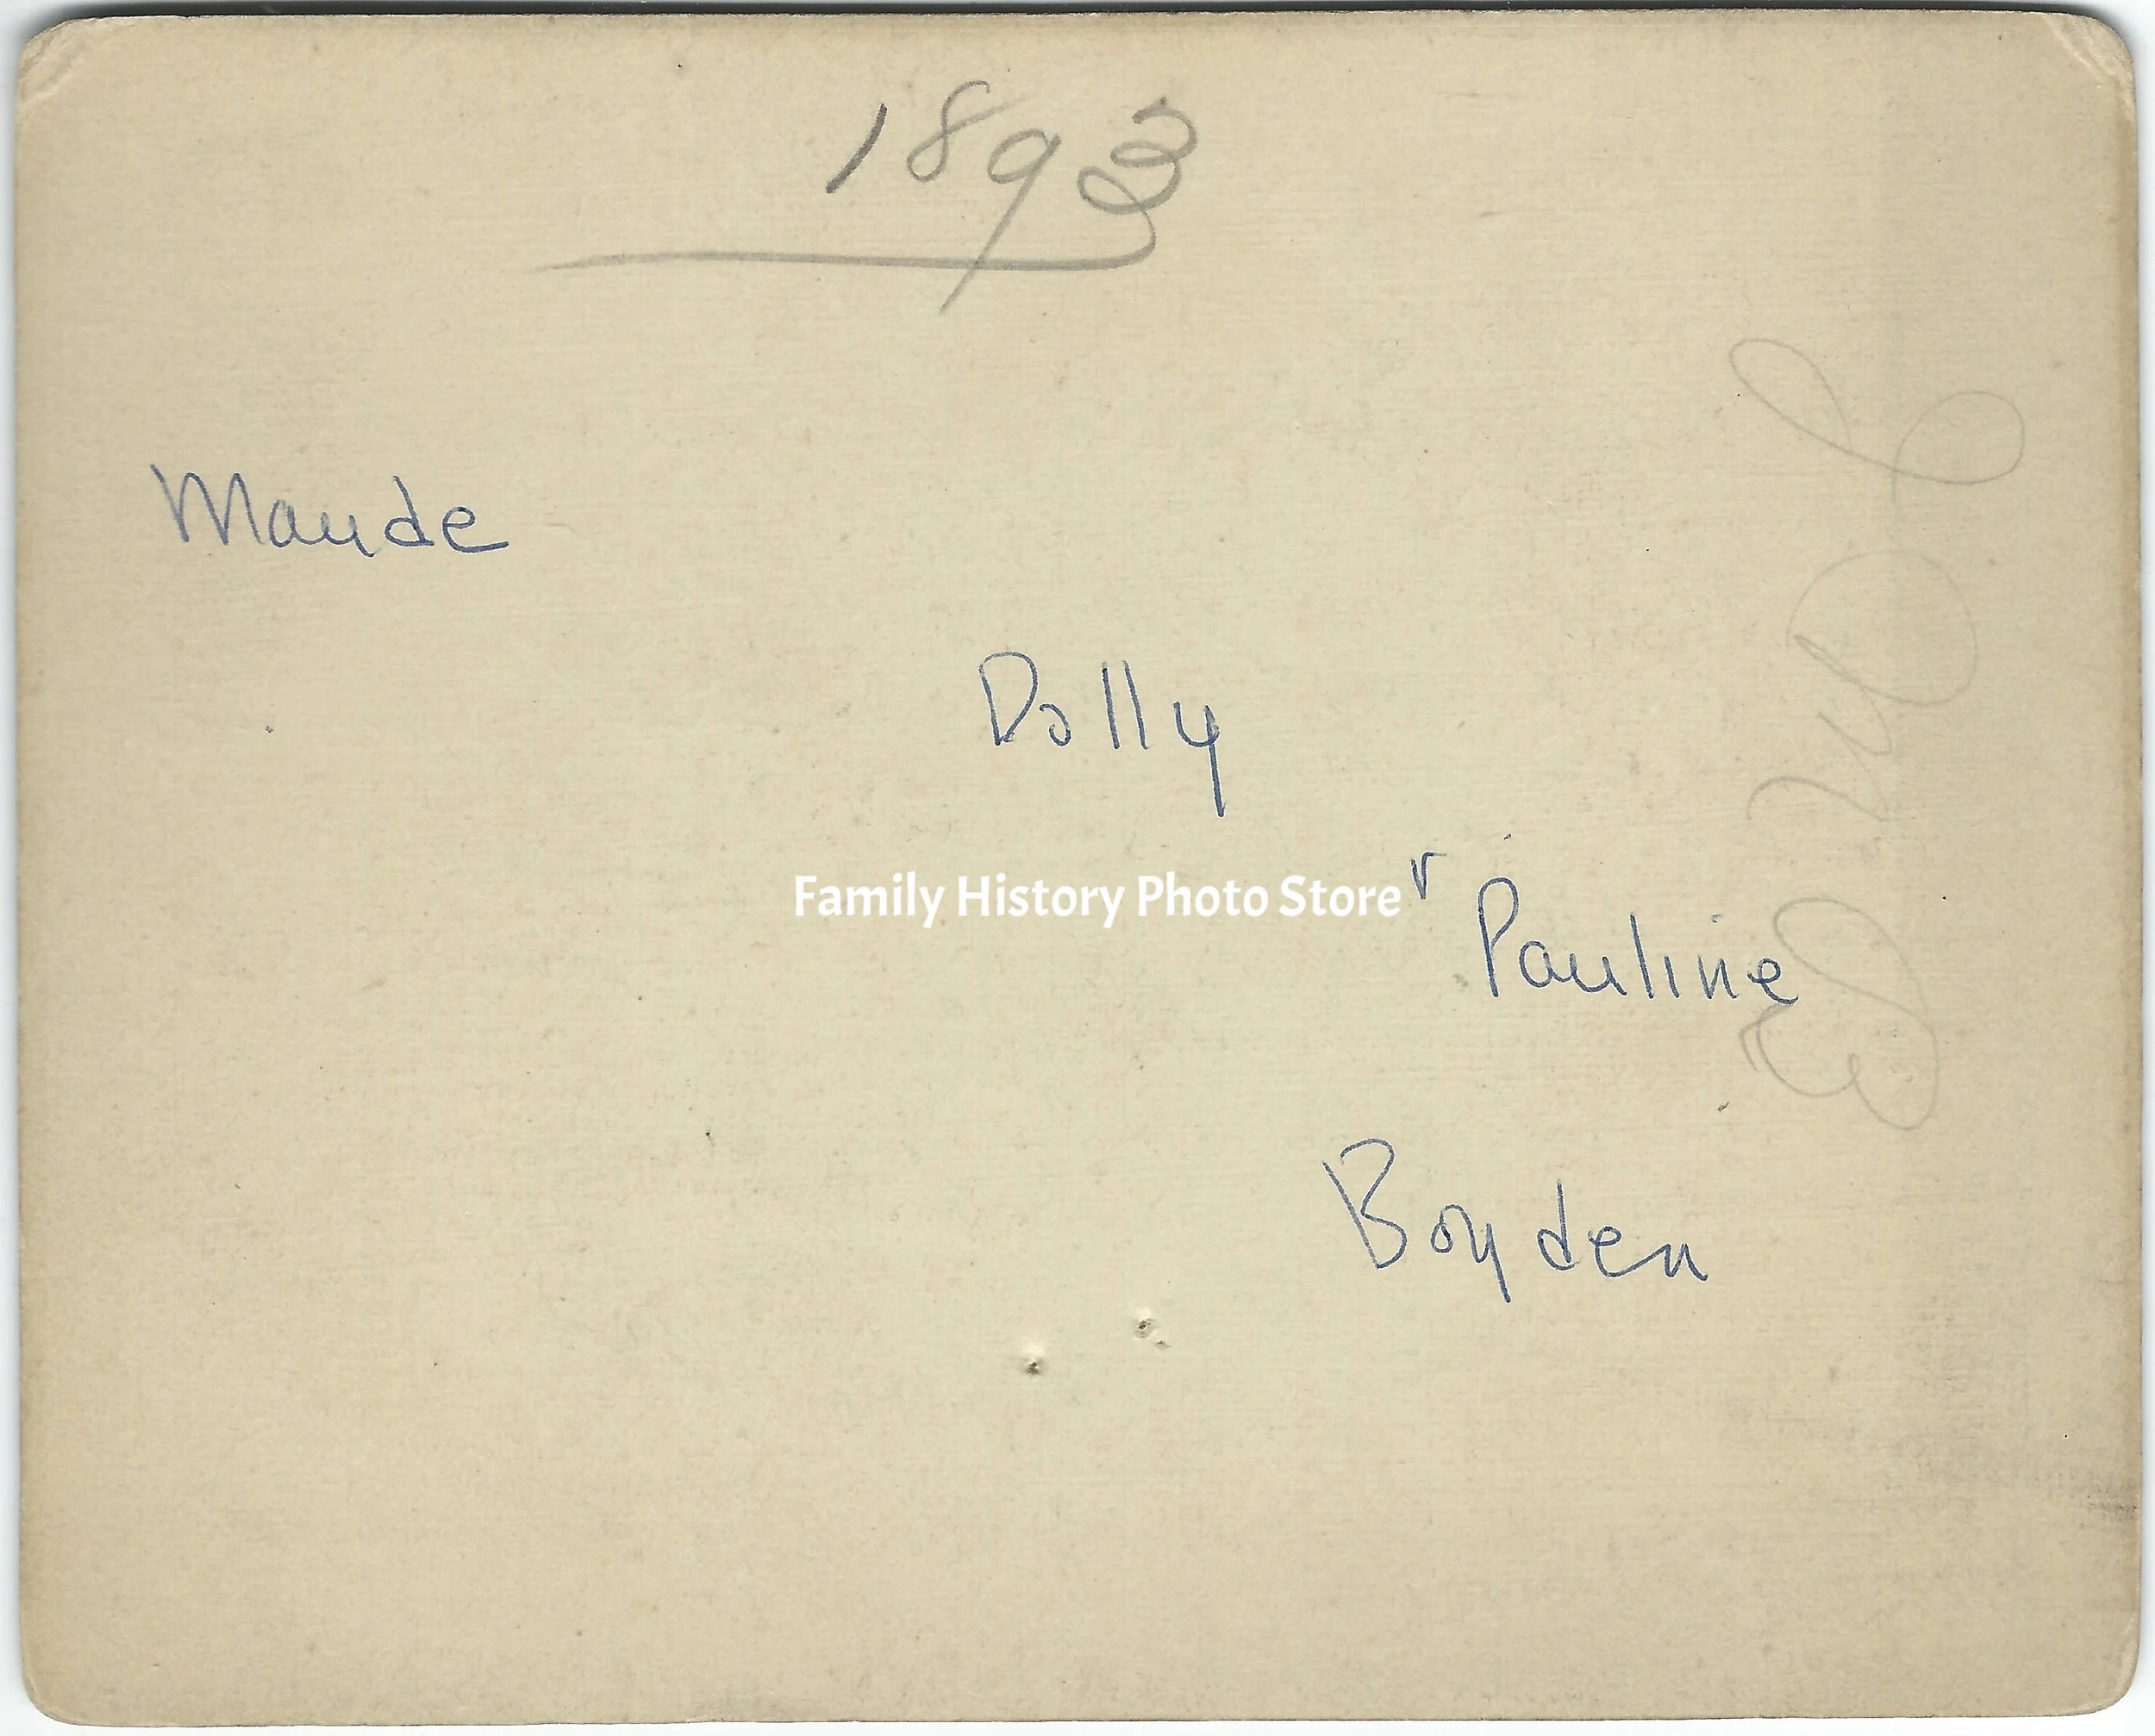 1893
Maude
Dolly
Family History Photo Store
r
Pauline
Boyden